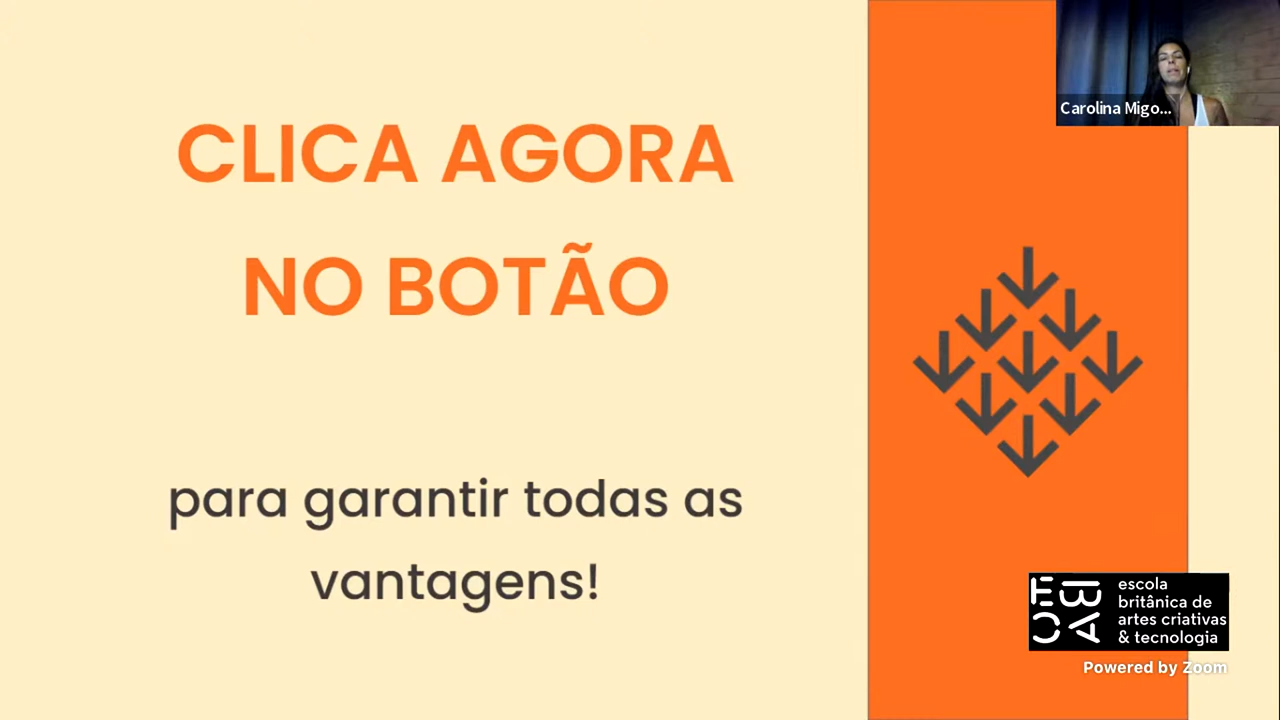 CLICA AGORA
NO BOTÃO
para garantir todas as
vantagens!
Carolina Migo...
EBAC
escola
britânica de
artes criativas
& tecnologia
Powered by Zoom